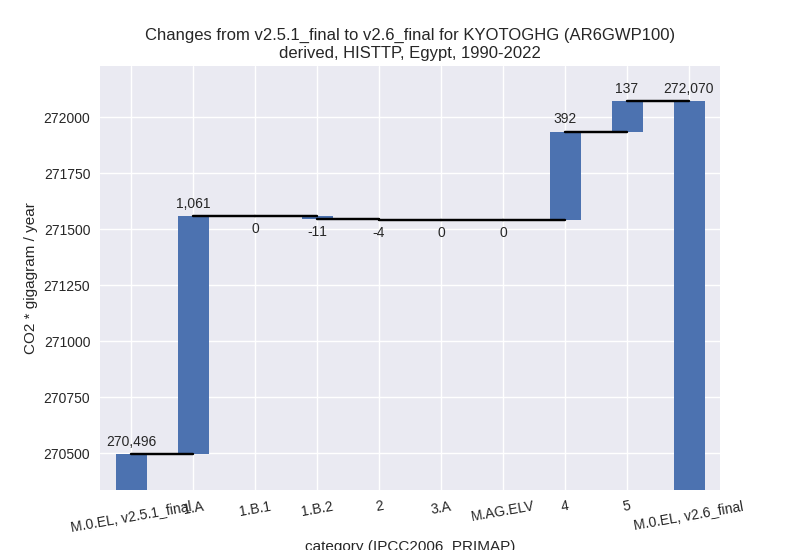 Changes from v2.5.1_final to v2.6_final for KYOTOGHG (AR6GWP100)
derived, HISTTP, Egypt, 1990-2022
CO2 * gigagram / year
272000
271750
271500
271250
271000
270750
270500
270,496
1,061
0
-11
-4
0
0
392
137
272,070
M.0.EL, v2.5.1_final
1.A
1.B.1
1.B.2
2
3.A
M.AG.ELV
4
5
M.0.EL, v2.6_final
category (IPCC2006_PRIMAP)